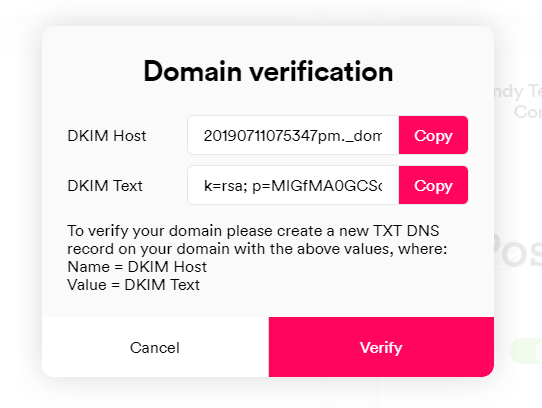 Domain verification
DKIM Host
20190711075347pm._dom
Copy
DKIM Text
k=rsa; p=MIGfMA0GCSc
Copy
To verify your domain please create a new TXT DNS
record on your domain with the above values, where:
Name = DKIM Host
Value = DKIM Text
Cancel
Verify